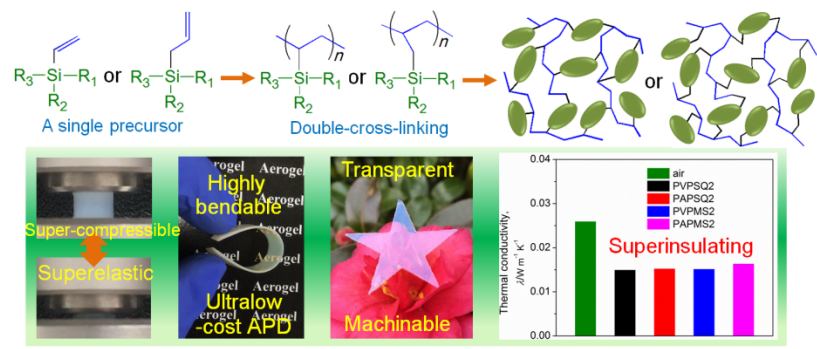 R3-Si-R1
R2
or
R3-Si-R1
R2
n
R3-Si-R1
R2
or
n
R3-Si-R1
R2
or
A single precursor
Double-cross-linking
Super-compressible
Superelastic
Aerogel
Highly
bendable
Ultralow
-cost APD
Transparent
Machinable
Thermal conductivity,
λ/W m⁻¹ K⁻¹
0.04
0.03
0.02
0.01
0.00
air
PVPSQ2
PAPSQ2
PVPMS2
PAPMS2
Superinsulating